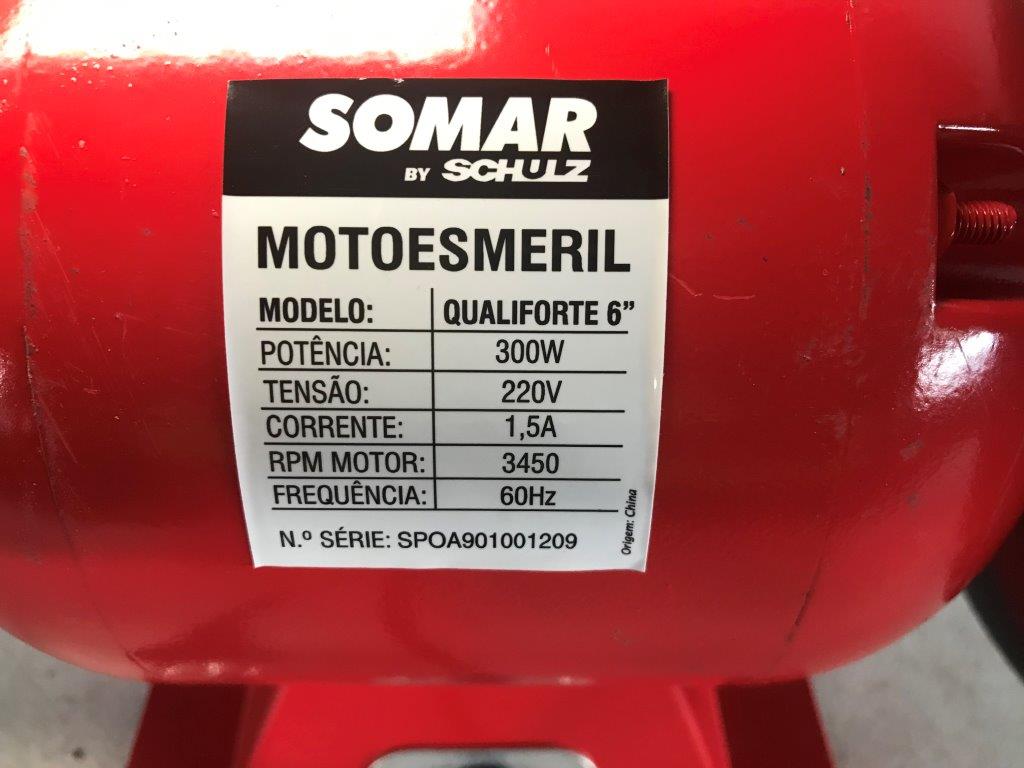 SOMAR
BY SCHULZ
MOTOESMERIL
MODELO: QUALIFORTE 6”
POTÊNCIA: 300W
TENSÃO: 220V
CORRENTE: 1,5A
RPM MOTOR: 3450
FREQUÊNCIA: 60Hz
N.º SÉRIE: SPOA901001209
Origem: China